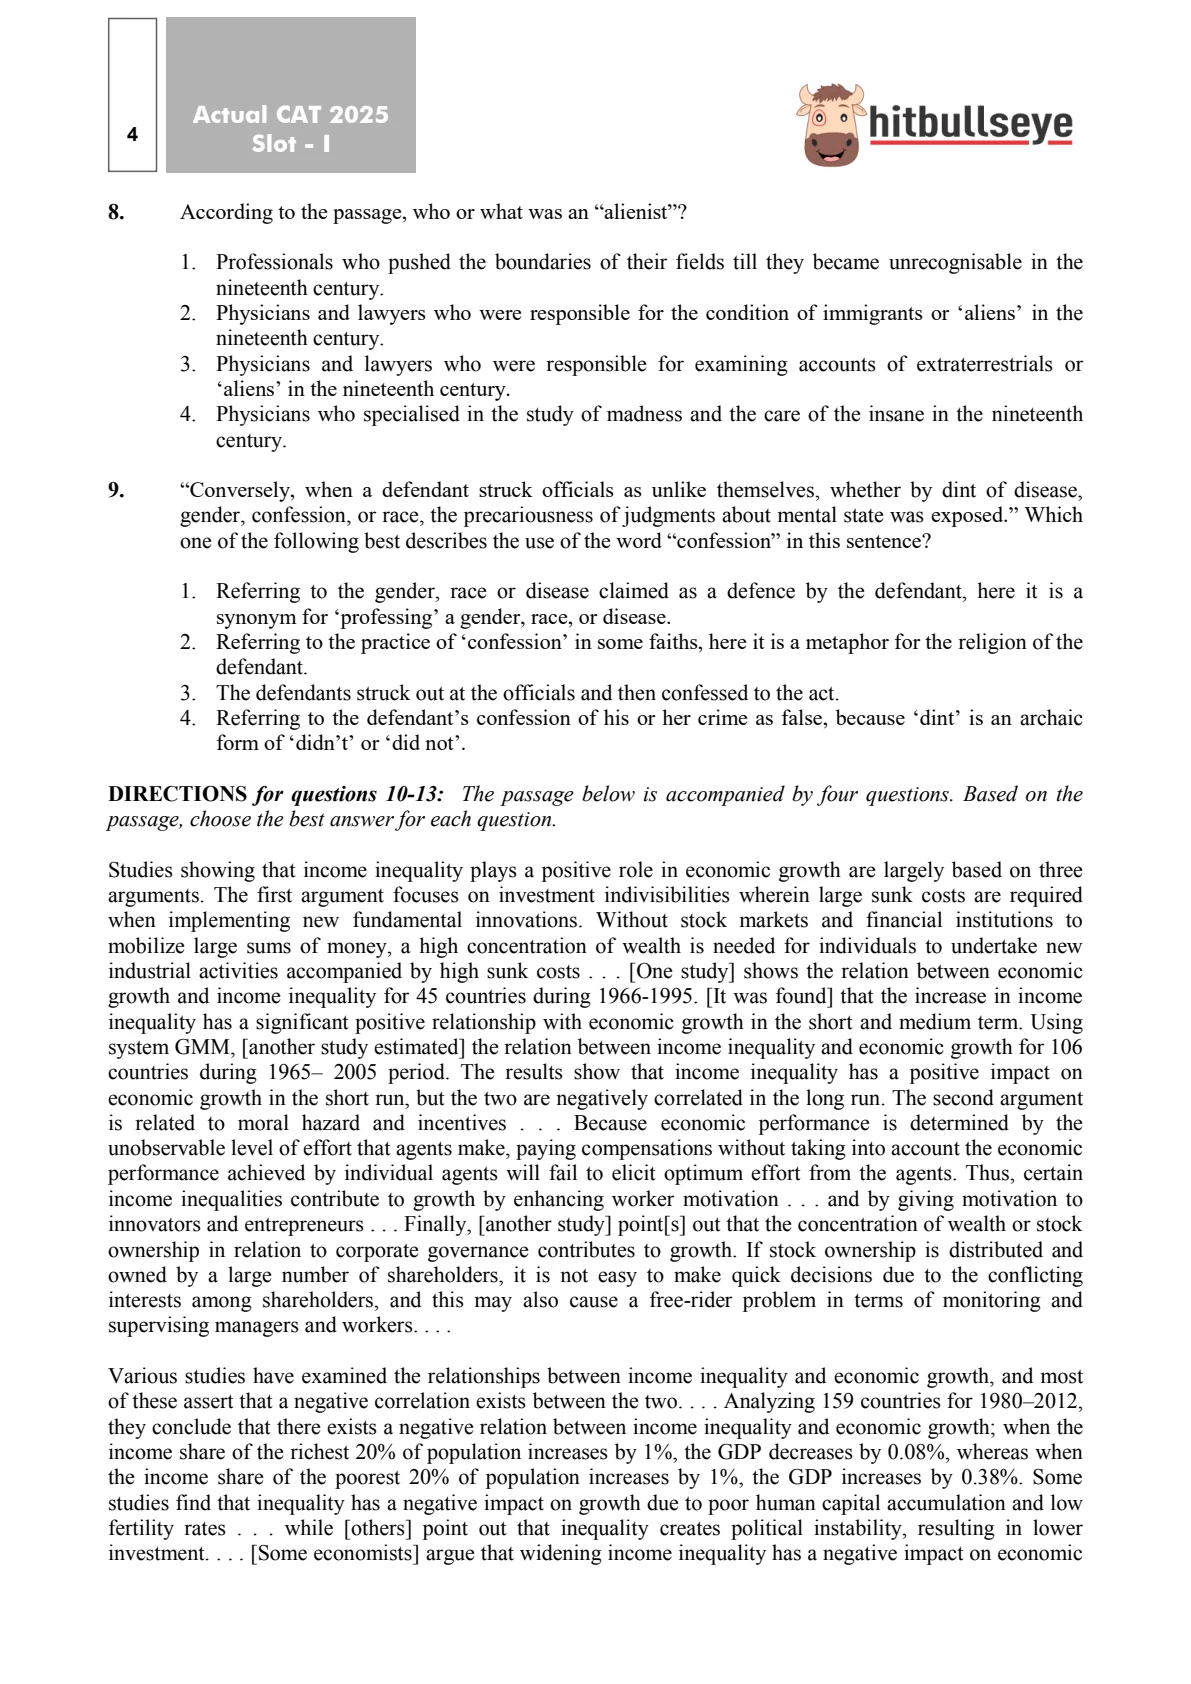 4
Actual CAT 2025
Slot - I
hitbullseye
8. According to the passage, who or what was an “alienist”?
1. Professionals who pushed the boundaries of their fields till they became unrecognisable in the
nineteenth century.
2. Physicians and lawyers who were responsible for the condition of immigrants or ‘aliens’ in the
nineteenth century.
3. Physicians and lawyers who were responsible for examining accounts of extraterrestrials or
‘aliens’ in the nineteenth century.
4. Physicians who specialised in the study of madness and the care of the insane in the nineteenth
century.
9. “Conversely, when a defendant struck officials as unlike themselves, whether by dint of disease,
gender, confession, or race, the precariousness of judgments about mental state was exposed.” Which
one of the following best describes the use of the word “confession” in this sentence?
1. Referring to the gender, race or disease claimed as a defence by the defendant, here it is a
synonym for ‘professing’ a gender, race, or disease.
2. Referring to the practice of ‘confession’ in some faiths, here it is a metaphor for the religion of the
defendant.
3. The defendants struck out at the officials and then confessed to the act.
4. Referring to the defendant’s confession of his or her crime as false, because ‘dint’ is an archaic
form of ‘didn’t’ or ‘did not’.
DIRECTIONS for questions 10-13: The passage below is accompanied by four questions. Based on the
passage, choose the best answer for each question.
Studies showing that income inequality plays a positive role in economic growth are largely based on three
arguments. The first argument focuses on investment indivisibilities wherein large sunk costs are required
when implementing new fundamental innovations. Without stock markets and financial institutions to
mobilize large sums of money, a high concentration of wealth is needed for individuals to undertake new
industrial activities accompanied by high sunk costs . . . [One study] shows the relation between economic
growth and income inequality for 45 countries during 1966-1995. [It was found] that the increase in income
inequality has a significant positive relationship with economic growth in the short and medium term. Using
system GMM, [another study estimated] the relation between income inequality and economic growth for 106
countries during 1965– 2005 period. The results show that income inequality has a positive impact on
economic growth in the short run, but the two are negatively correlated in the long run. The second argument
is related to moral hazard and incentives . . . Because economic performance is determined by the
unobservable level of effort that agents make, paying compensations without taking into account the economic
performance achieved by individual agents will fail to elicit optimum effort from the agents. Thus, certain
income inequalities contribute to growth by enhancing worker motivation . . . and by giving motivation to
innovators and entrepreneurs . . . Finally, [another study] point[s] out that the concentration of wealth or stock
ownership in relation to corporate governance contributes to growth. If stock ownership is distributed and
owned by a large number of shareholders, it is not easy to make quick decisions due to the conflicting
interests among shareholders, and this may also cause a free-rider problem in terms of monitoring and
supervising managers and workers. . . .
Various studies have examined the relationships between income inequality and economic growth, and most
of these assert that a negative correlation exists between the two. . . . Analyzing 159 countries for 1980–2012,
they conclude that there exists a negative relation between income inequality and economic growth; when the
income share of the richest 20% of population increases by 1%, the GDP decreases by 0.08%, whereas when
the income share of the poorest 20% of population increases by 1%, the GDP increases by 0.38%. Some
studies find that inequality has a negative impact on growth due to poor human capital accumulation and low
fertility rates . . . while [others] point out that inequality creates political instability, resulting in lower
investment. . . . [Some economists] argue that widening income inequality has a negative impact on economic